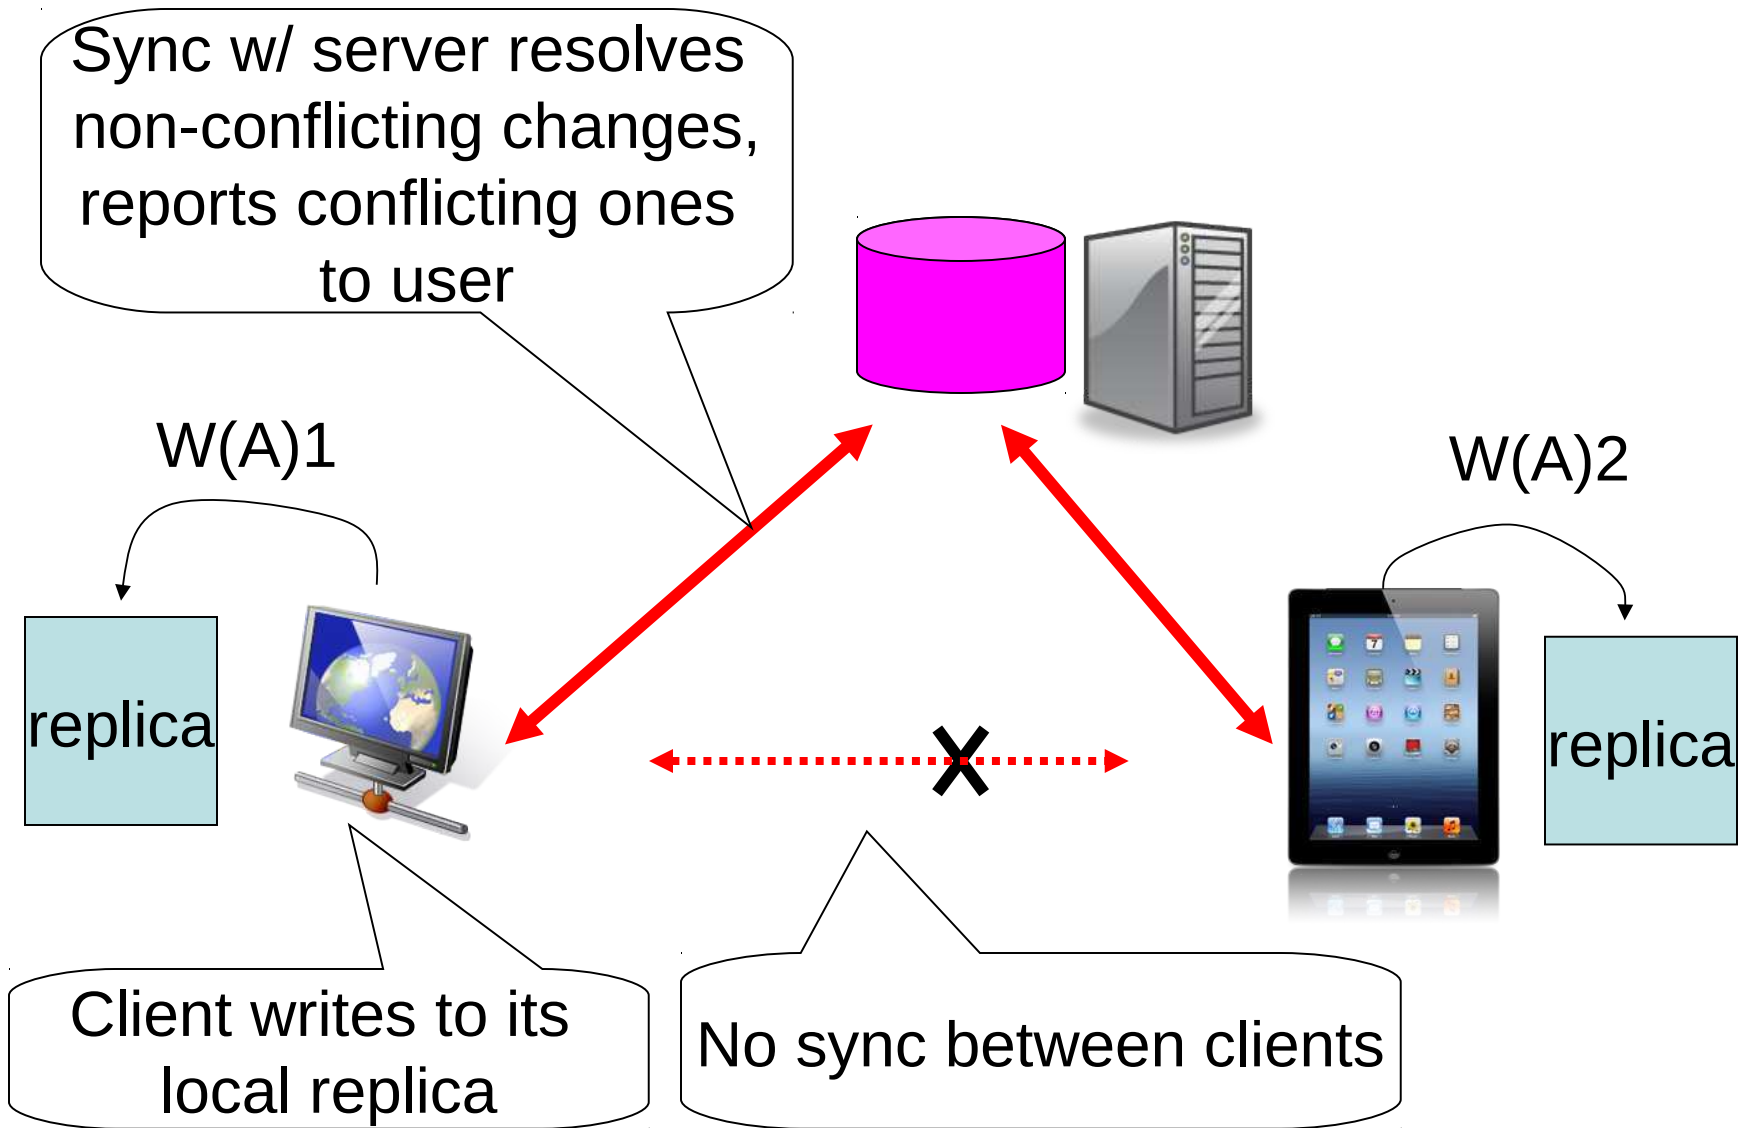 Sync w/ server resolves
non-conflicting changes,
reports conflicting ones
to user
W(A)1
W(A)2
replica
replica
Client writes to its
local replica
No sync between clients